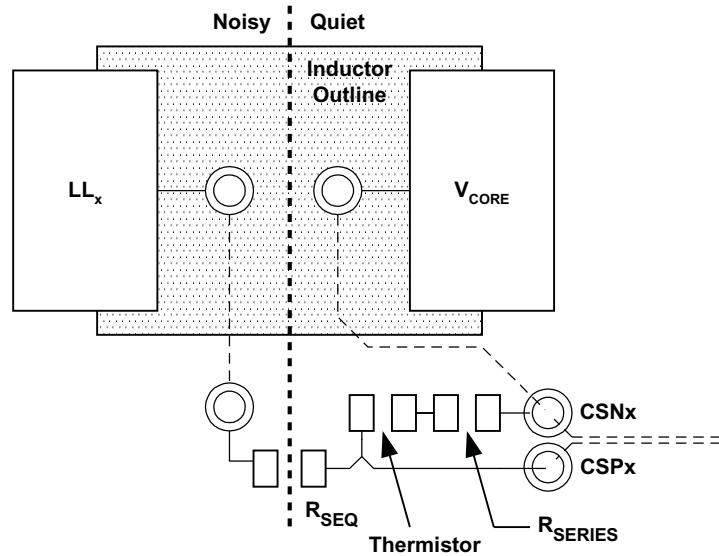 Noisy Quiet
Inductor
Outline
LLx
VCORE
CSNx
CSPx
RSEQ
RSERIES
Thermistor